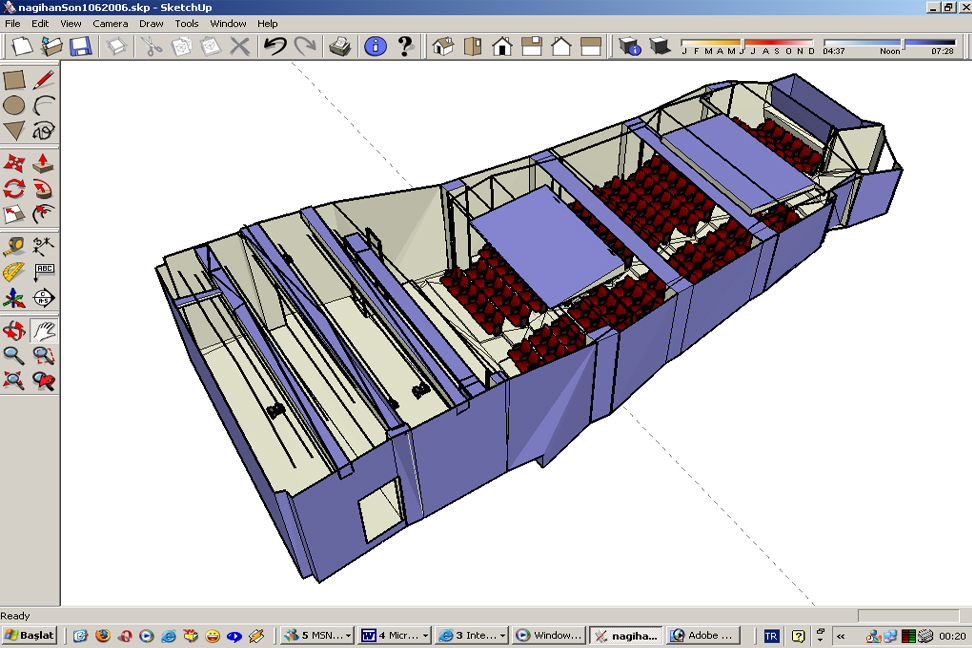 nagihanSon1062006.skp - SketchUp
File Edit View Camera Draw Tools Window Help
J F M A M J J A S O N D 04:37 Noon 07:28
ABC
Ready
Başlat 5 MSN... 4 Micr... 3 Inte... Window... nagiha... Adobe ... TR « 00:20